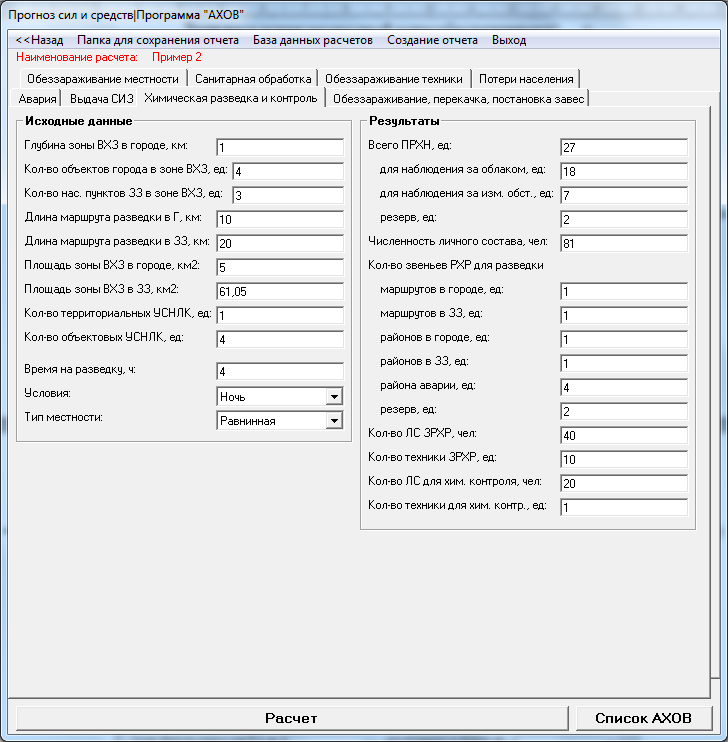 Прогноз сил и средств|Программа "АХОВ"
<<Назад Папка для сохранения отчета База данных расчетов Создание отчета Выход
Наименование расчета: Пример 2
Обеззараживание местности Санитарная обработка Обеззараживание техники Потери населения
Авария Выдача СИЗ Химическая разведка и контроль Обеззараживание, перекачка, постановка завес
Исходные данные
Глубина зоны ВХЗ в городе, км: 1
Кол-во объектов города в зоне ВХЗ, ед: 4
Кол-во нас. пунктов ЗЗ в зоне ВХЗ, ед: 3
Длина маршрута разведки в Г, км: 10
Длина маршрута разведки в ЗЗ, км: 20
Площадь зоны ВХЗ в городе, км2: 5
Площадь зоны ВХЗ в ЗЗ, км2: 61,05
Кол-во территориальных УСНЛК, ед: 1
Кол-во объектовых УСНЛК, ед: 4
Время на разведку, ч: 4
Условия: Ночь
Тип местности: Равнинная
Результаты
Всего ПРХН, ед: 27
для наблюдения за облаком, ед: 18
для наблюдения за изм. обст., ед: 7
резерв, ед: 2
Численность личного состава, чел: 81
Кол-во звеньев РХР для разведки
маршрутов в городе, ед: 1
маршрутов в ЗЗ, ед: 1
районов в городе, ед: 1
районов в ЗЗ, ед: 1
района аварии, ед: 4
резерв, ед: 2
Кол-во ЛС ЗРХР, чел: 40
Кол-во техники ЗРХР, ед: 10
Кол-во ЛС для хим. контроля, чел: 20
Кол-во техники для хим. контр., ед: 1
Расчет Список АХОВ